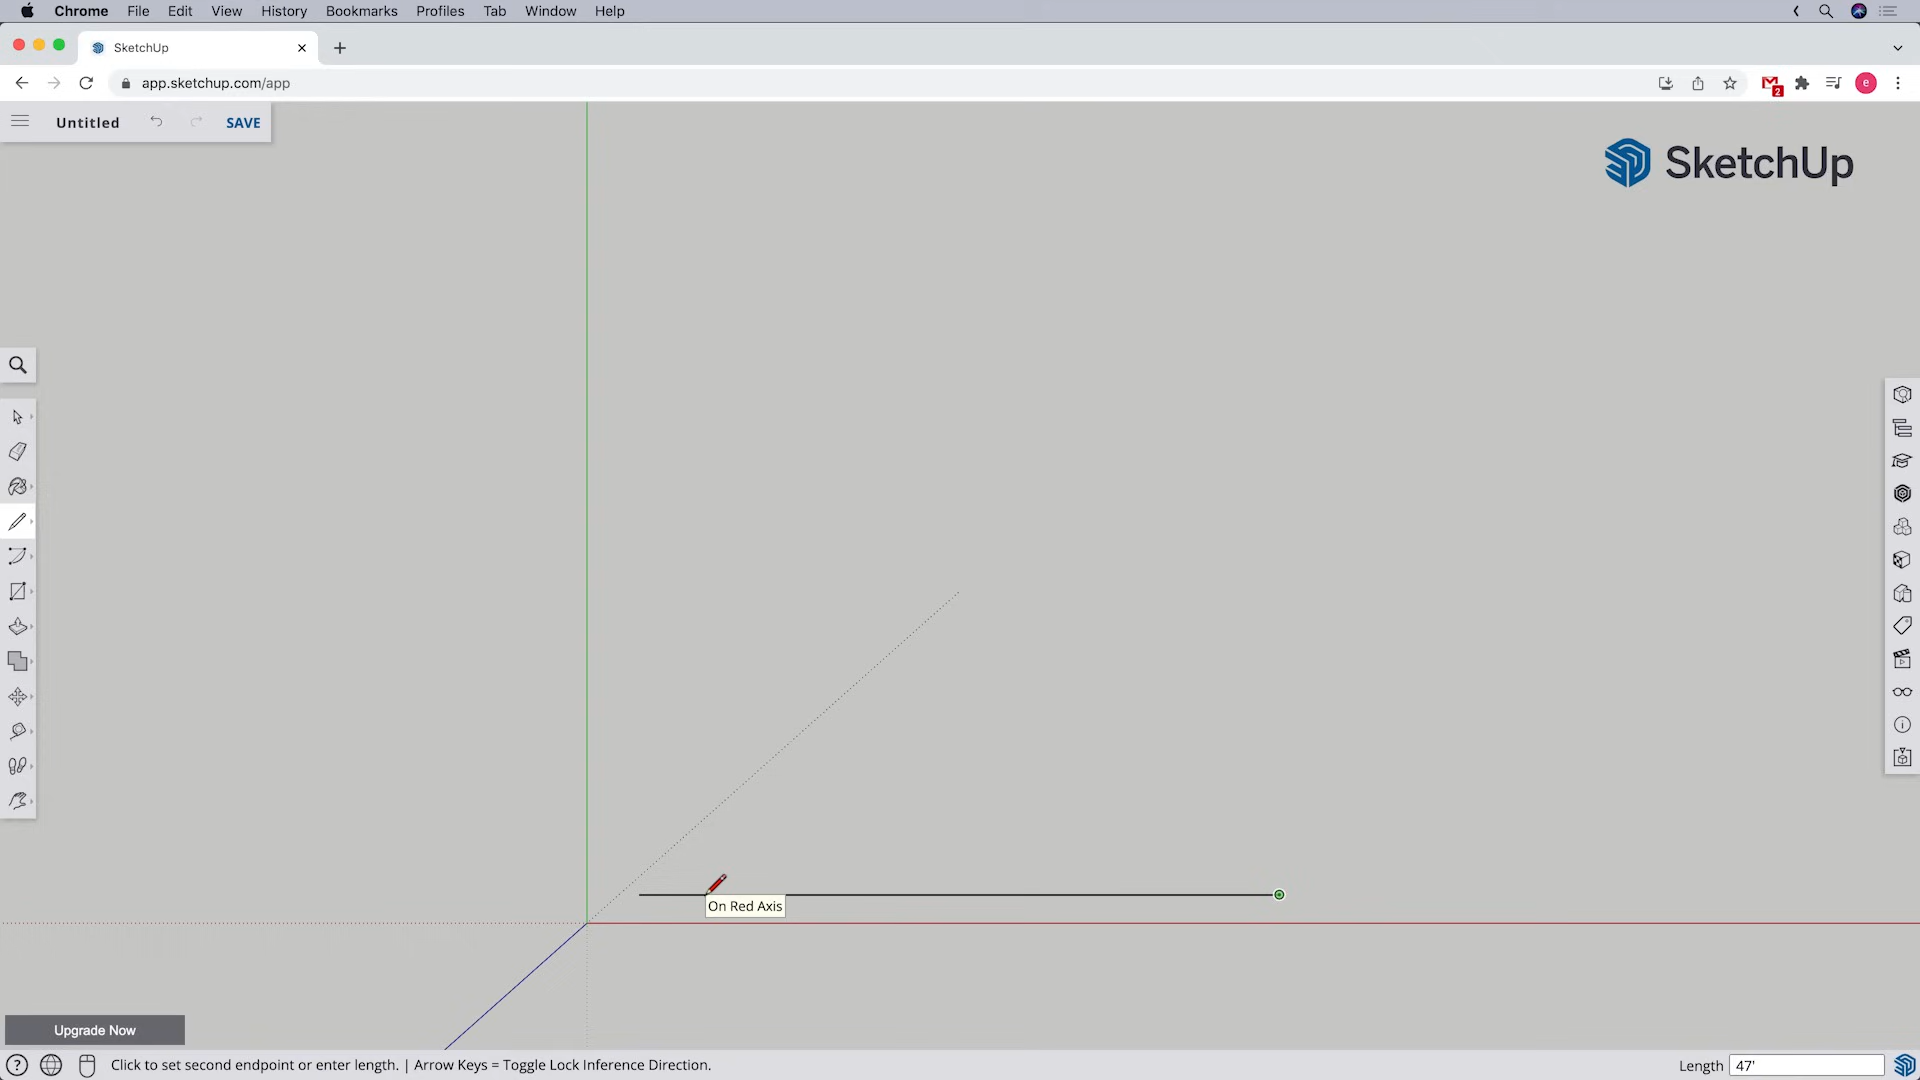 Chrome File Edit View History Bookmarks Profiles Tab Window Help
SketchUp
app.sketchup.com/app
2
e
Untitled SAVE
SketchUp
On Red Axis
Upgrade Now
Click to set second endpoint or enter length. | Arrow Keys = Toggle Lock Inference Direction.
Length 47'